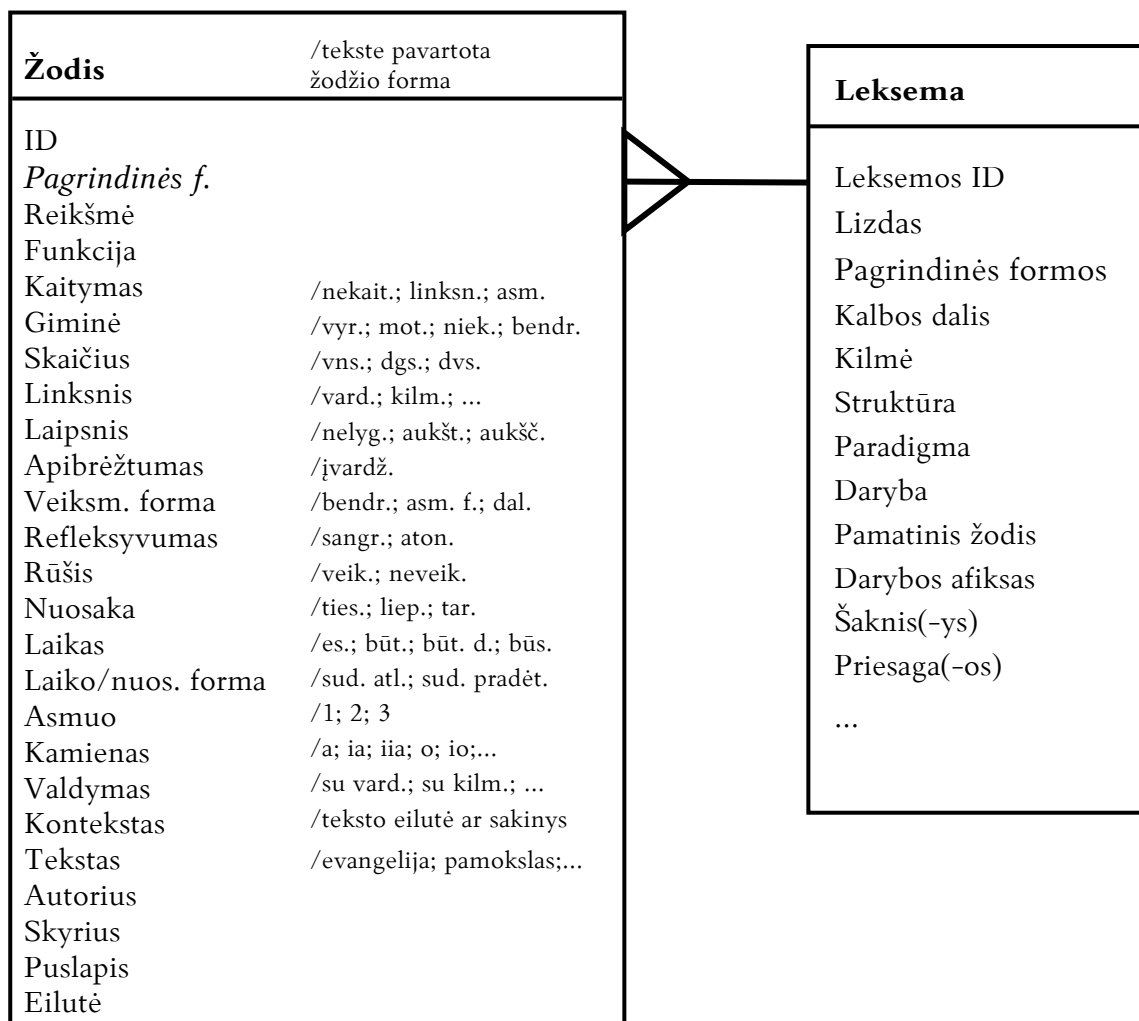 Žodis /tekste pavartota
žodžio forma
ID
Pagrindinės f.
Reikšmė
Funkcija
Kaitymas /nekait.; linksn.; asm.
Giminė /vyr.; mot.; niek.; bendr.
Skaičius /vns.; dgs.; dvs.
Linksnis /vard.; kilm.; ...
Laipsnis /nelyg.; aukšt.; aukšč.
Apibrėžtumas /įvardž.
Veiksm. forma /bendr.; asm. f.; dal.
Refleksyvumas /sangr.; aton.
Rūšis /veik.; neveik.
Nuosaka /ties.; liep.; tar.
Laikas /es.; būt.; būt. d.; būs.
Laiko/nuos. forma /sud. atl.; sud. pradėt.
Asmuo /1; 2; 3
Kamienas /a; ia; iia; o; io;...
Valdymas /su vard.; su kilm.; ...
Kontekstas /teksto eilutė ar sakinys
Tekstas /evangelija; pamokslas;...
Autorius
Skyrius
Puslapis
Eilutė
Leksema
Leksemos ID
Lizdas
Pagrindinės formos
Kalbos dalis
Kilmė
Struktūra
Paradigma
Daryba
Pamatinis žodis
Darybos afiksas
Šaknis(-ys)
Priesaga(-os)
...